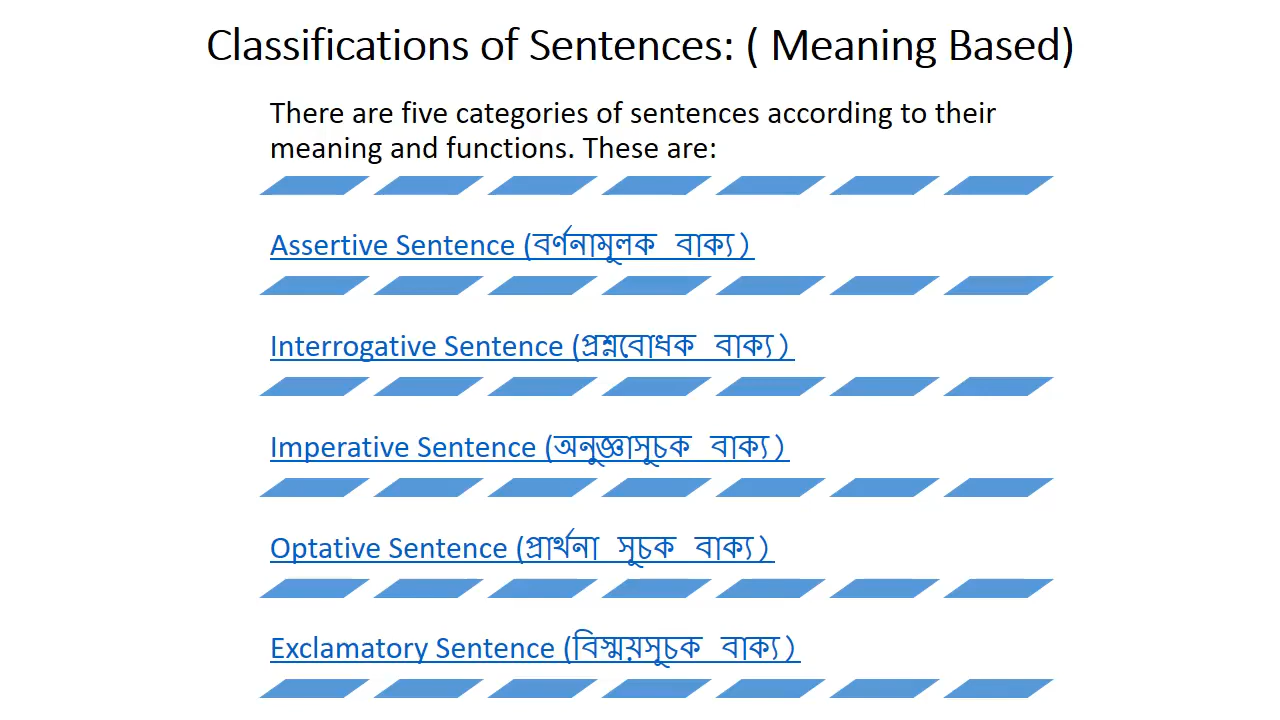 Classifications of Sentences: ( Meaning Based)
There are five categories of sentences according to their
meaning and functions. These are:
Assertive Sentence (বর্ণনামুলক বাক্য)
Interrogative Sentence (প্রশ্নবোধক বাক্য)
Imperative Sentence (অনুজ্ঞাসূচক বাক্য)
Optative Sentence (প্রার্থনা সূচক বাক্য)
Exclamatory Sentence (বিস্ময়সূচক বাক্য)